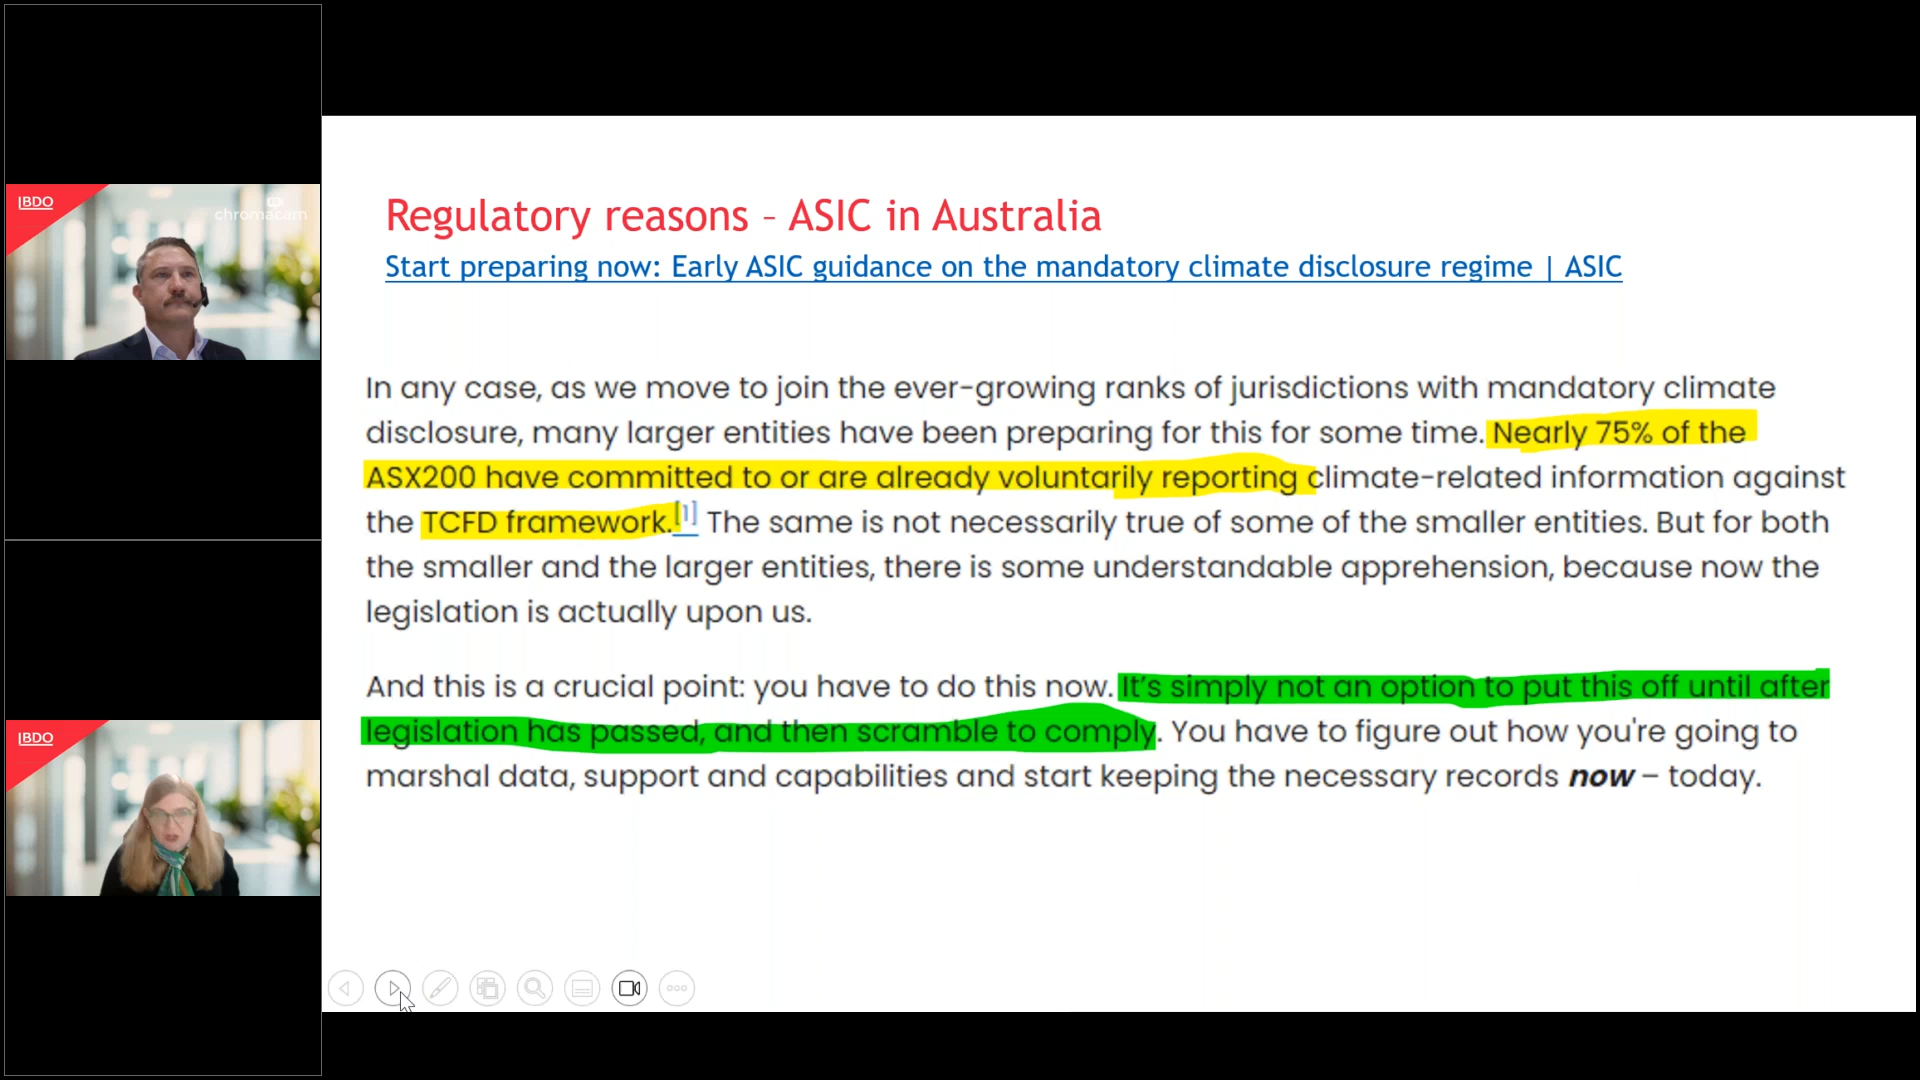 BDO
chromacam
BDO
Regulatory reasons – ASIC in Australia
Start preparing now: Early ASIC guidance on the mandatory climate disclosure regime | ASIC
In any case, as we move to join the ever-growing ranks of jurisdictions with mandatory climate
disclosure, many larger entities have been preparing for this for some time. Nearly 75% of the
ASX200 have committed to or are already voluntarily reporting climate-related information against
the TCFD framework.[1] The same is not necessarily true of some of the smaller entities. But for both
the smaller and the larger entities, there is some understandable apprehension, because now the
legislation is actually upon us.
And this is a crucial point: you have to do this now. It's simply not an option to put this off until after
legislation has passed, and then scramble to comply. You have to figure out how you're going to
marshal data, support and capabilities and start keeping the necessary records now – today.